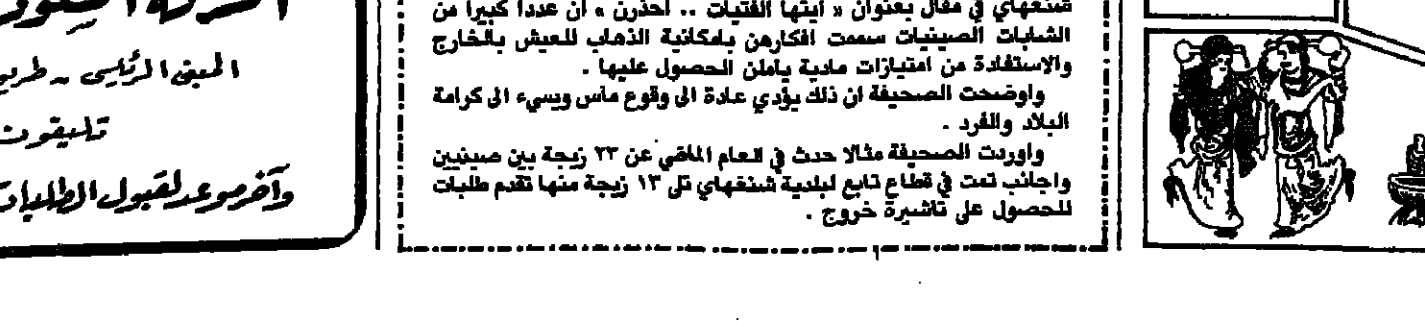 شنغهاي في مقال بعنوان « ايتها الفتيات .. احذرن » ان عددا كبيرا من
الشابات الصينيات سممت افكارهن بامكانية الذهاب للعيش بالخارج
والاستفادة من امتيازات مادية ياملن الحصول عليها .
واوضحت الصحيفة ان ذلك يؤدي عادة الى وقوع ماس ويسيء الى كرامة
البلاد والفرد .
واوردت الصحيفة مثالا حدث في العام الماضي عن ٢٣ زيجة بين صينيين
واجانب تمت في قطاع تابع لبلدية شنغهاي تلى ١٣ زيجة منها تقدم طلبات
للحصول على تاشيرة خروج .
المبنى الرئيسي - طريق
تليفون
وآخر موعد لقبول الطلبات